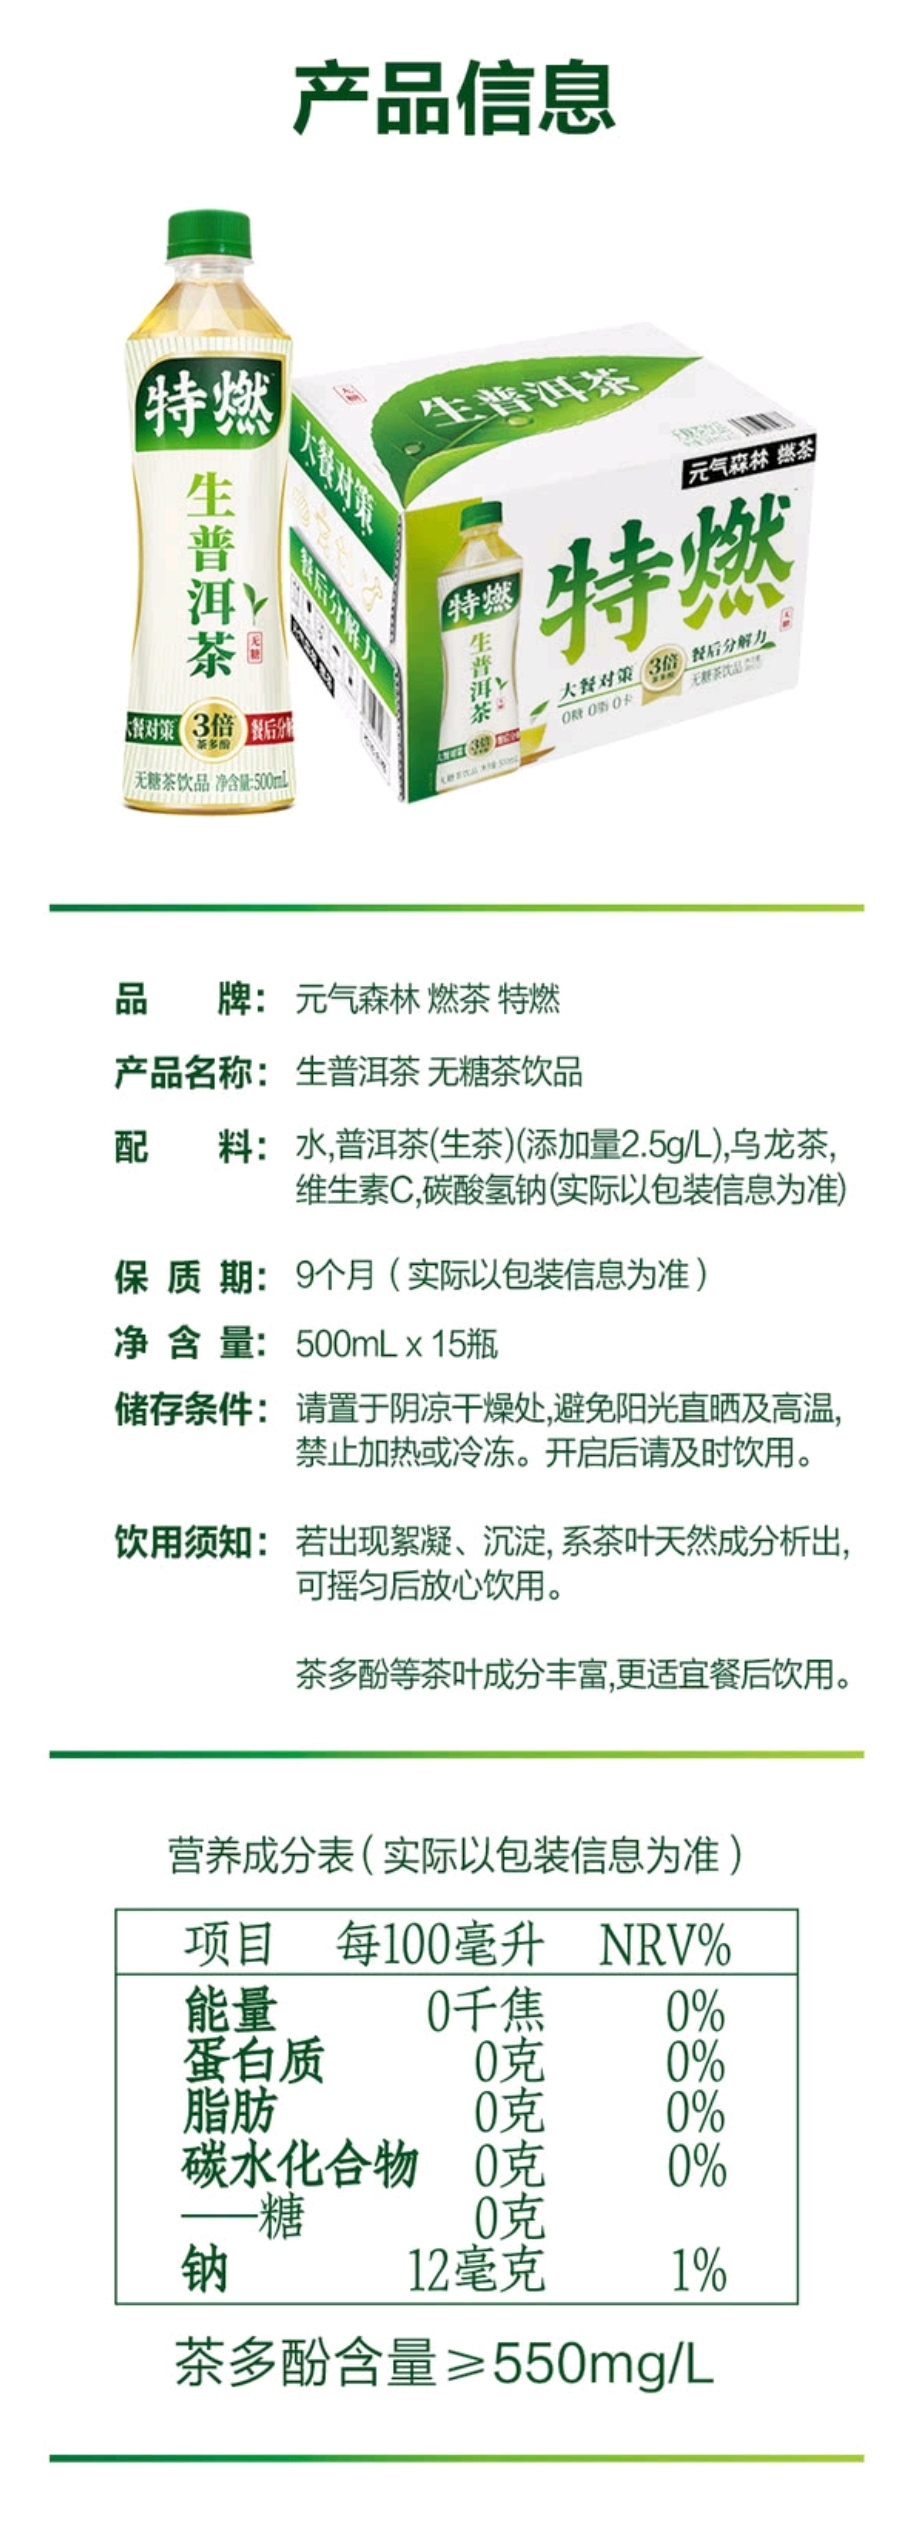 产品信息
特燃
生普洱茶
无糖
大餐对策
3倍
茶多酚
餐后分解
无糖茶饮品 净含量:500mL
无糖
生普洱茶
大餐对策
餐后分解力
元气森林 燃茶
特燃
无糖
大餐对策
3倍
餐后分解力
0糖 0脂 0卡
无糖茶饮品
特燃
生普洱茶
3倍
品 牌： 元气森林 燃茶 特燃
产品名称： 生普洱茶 无糖茶饮品
配 料： 水,普洱茶(生茶)(添加量2.5g/L),乌龙茶,
维生素C,碳酸氢钠(实际以包装信息为准)
保 质 期： 9个月（实际以包装信息为准）
净 含 量： 500mL x 15瓶
储存条件： 请置于阴凉干燥处,避免阳光直晒及高温,
禁止加热或冷冻。开启后请及时饮用。
饮用须知： 若出现絮凝、沉淀, 系茶叶天然成分析出,
可摇匀后放心饮用。
茶多酚等茶叶成分丰富,更适宜餐后饮用。
营养成分表（实际以包装信息为准）
项目 每100毫升 NRV%
能量 0千焦 0%
蛋白质 0克 0%
脂肪 0克 0%
碳水化合物 0克 0%
——糖 0克
钠 12毫克 1%
茶多酚含量≥550mg/L